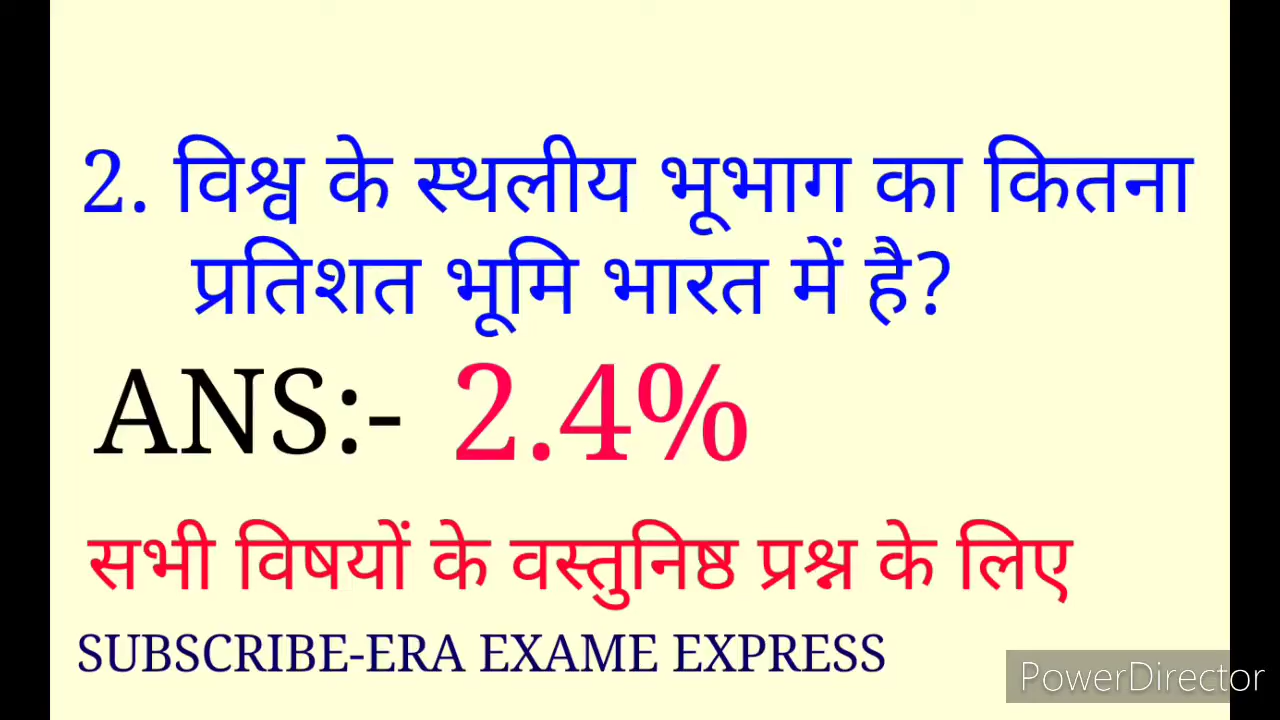 2. विश्व के स्थलीय भूभाग का कितना
प्रतिशत भूमि भारत में है?
ANS:- 2.4%
सभी विषयों के वस्तुनिष्ठ प्रश्न के लिए
SUBSCRIBE-ERA EXAME EXPRESS
PowerDirector